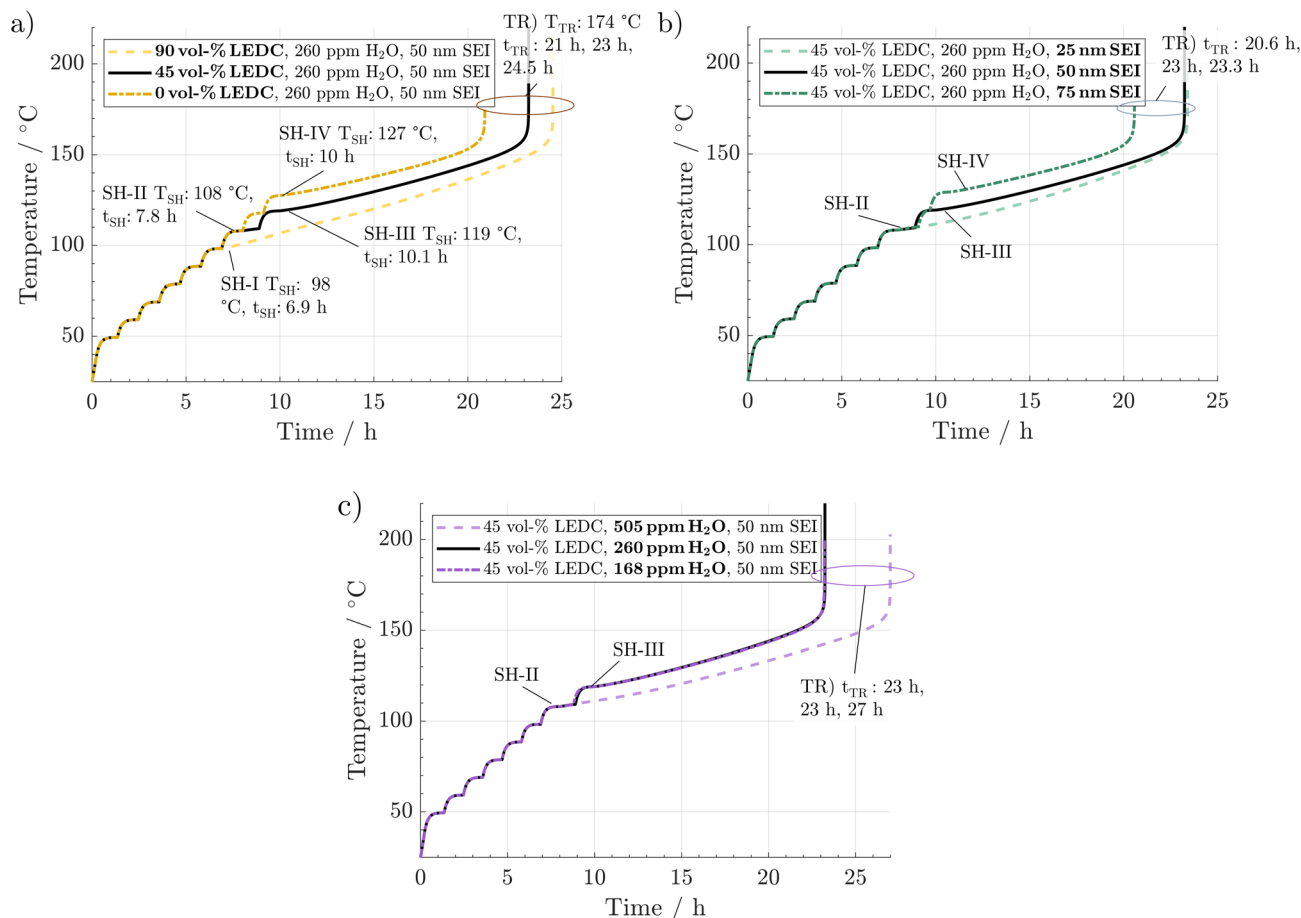 a)
TR) T_TR: 174 °C
t_TR: 21 h, 23 h,
24.5 h
90 vol-% LEDC, 260 ppm H₂O, 50 nm SEI
45 vol-% LEDC, 260 ppm H₂O, 50 nm SEI
0 vol-% LEDC, 260 ppm H₂O, 50 nm SEI
SH-IV T_SH: 127 °C,
t_SH: 10 h
SH-II T_SH: 108 °C,
t_SH: 7.8 h
SH-III T_SH: 119 °C,
t_SH: 10.1 h
SH-I T_SH: 98
°C, t_SH: 6.9 h
200
150
100
50
Temperature / °C
0 5 10 15 20 25
Time / h
b)
TR) t_TR: 20.6 h,
23 h, 23.3 h
45 vol-% LEDC, 260 ppm H₂O, 25 nm SEI
45 vol-% LEDC, 260 ppm H₂O, 50 nm SEI
45 vol-% LEDC, 260 ppm H₂O, 75 nm SEI
SH-IV
SH-II
SH-III
200
150
100
50
Temperature / °C
0 5 10 15 20 25
Time / h
c)
45 vol-% LEDC, 505 ppm H₂O, 50 nm SEI
45 vol-% LEDC, 260 ppm H₂O, 50 nm SEI
45 vol-% LEDC, 168 ppm H₂O, 50 nm SEI
SH-III
SH-II
TR) t_TR: 23 h,
23 h, 27 h
200
150
100
50
Temperature / °C
0 5 10 15 20 25
Time / h